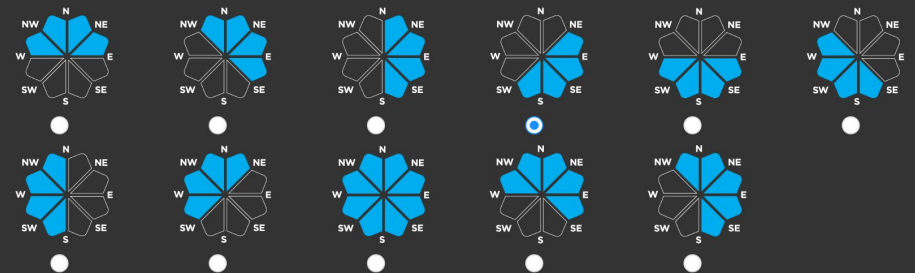 N N N N N N
NW NE NW NE NW NE NW NE NW NE NW NE
W E W E W E W E W E W E
SW SE SW SE SW SE SW SE SW SE SW SE
S S S S S S
N N N N N
NW NE NW NE NW NE NW NE NW NE
W E W E W E W E W E
SW SE SW SE SW SE SW SE SW SE
S S S S S